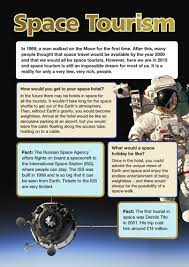 Space Tourism
In 1969, a man walked on the Moon for the first time. After this, many
people thought that space travel would be available by the year 2000
and that we would all be space tourists. However, here we are in 2015
and space tourism is still an impossible dream for most of us. It is a
reality for only a very few, very rich, people.
How would you get to your space hotel?
In the future there may be hotels in space for
all the tourists. It wouldn't take long for the space
shuttle to get out of the Earth's atmosphere.
Then, without Earth's gravity, you would become
weightless. Arrival at the hotel would be like an
aeroplane parking at an airport, but you would
leave the cabin floating along the access tube,
holding on to a cable.
Fact: The Russian Space Agency
offers flights on board a spacecraft to
the International Space Station (ISS),
where people can stay. The ISS was
built in 1998 and is so big that it can
be seen from Earth. Tickets to the ISS
are very limited.
What would a space
holiday be like?
Once in the hotel, you could
admire the unique views of
Earth and space and enjoy the
endless entertainment of being
weightless – and there would
always be the possibility of a
space walk.
Fact: The first tourist in
space was Dennis Tito
in 2001. His trip cost
him around £14 million.